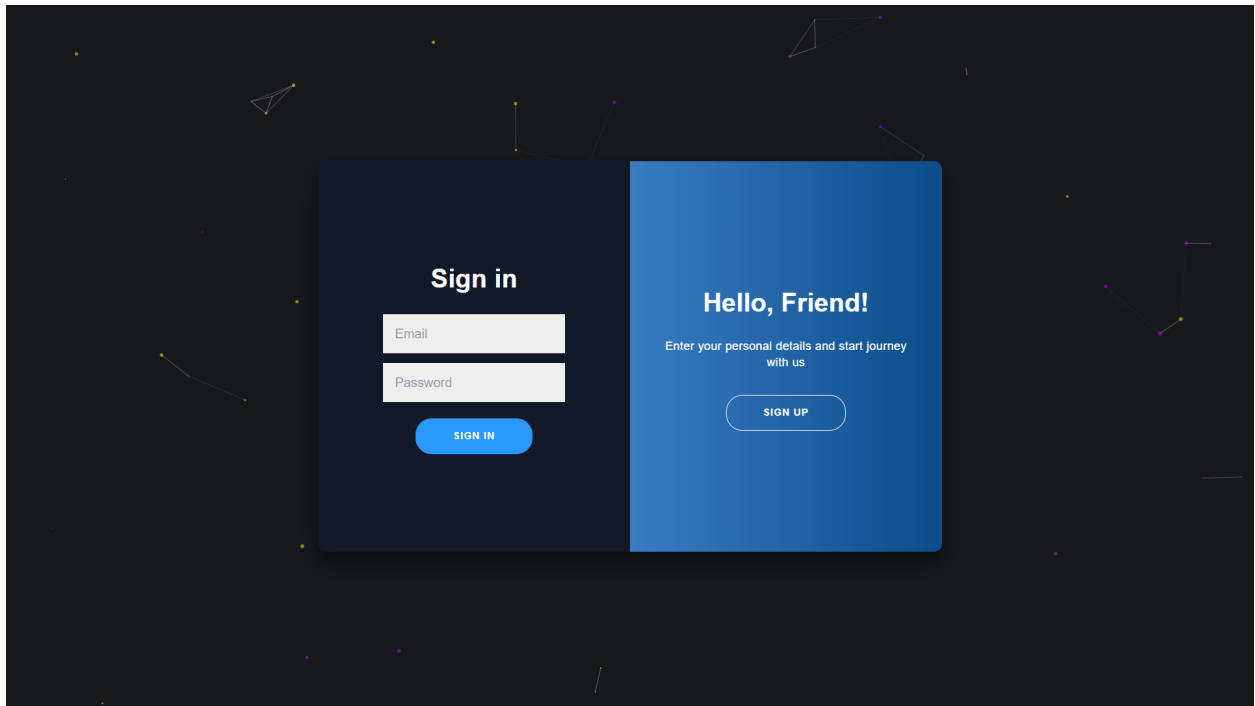 Sign in
Email
Password
SIGN IN
Hello, Friend!
Enter your personal details and start journey
with us
SIGN UP